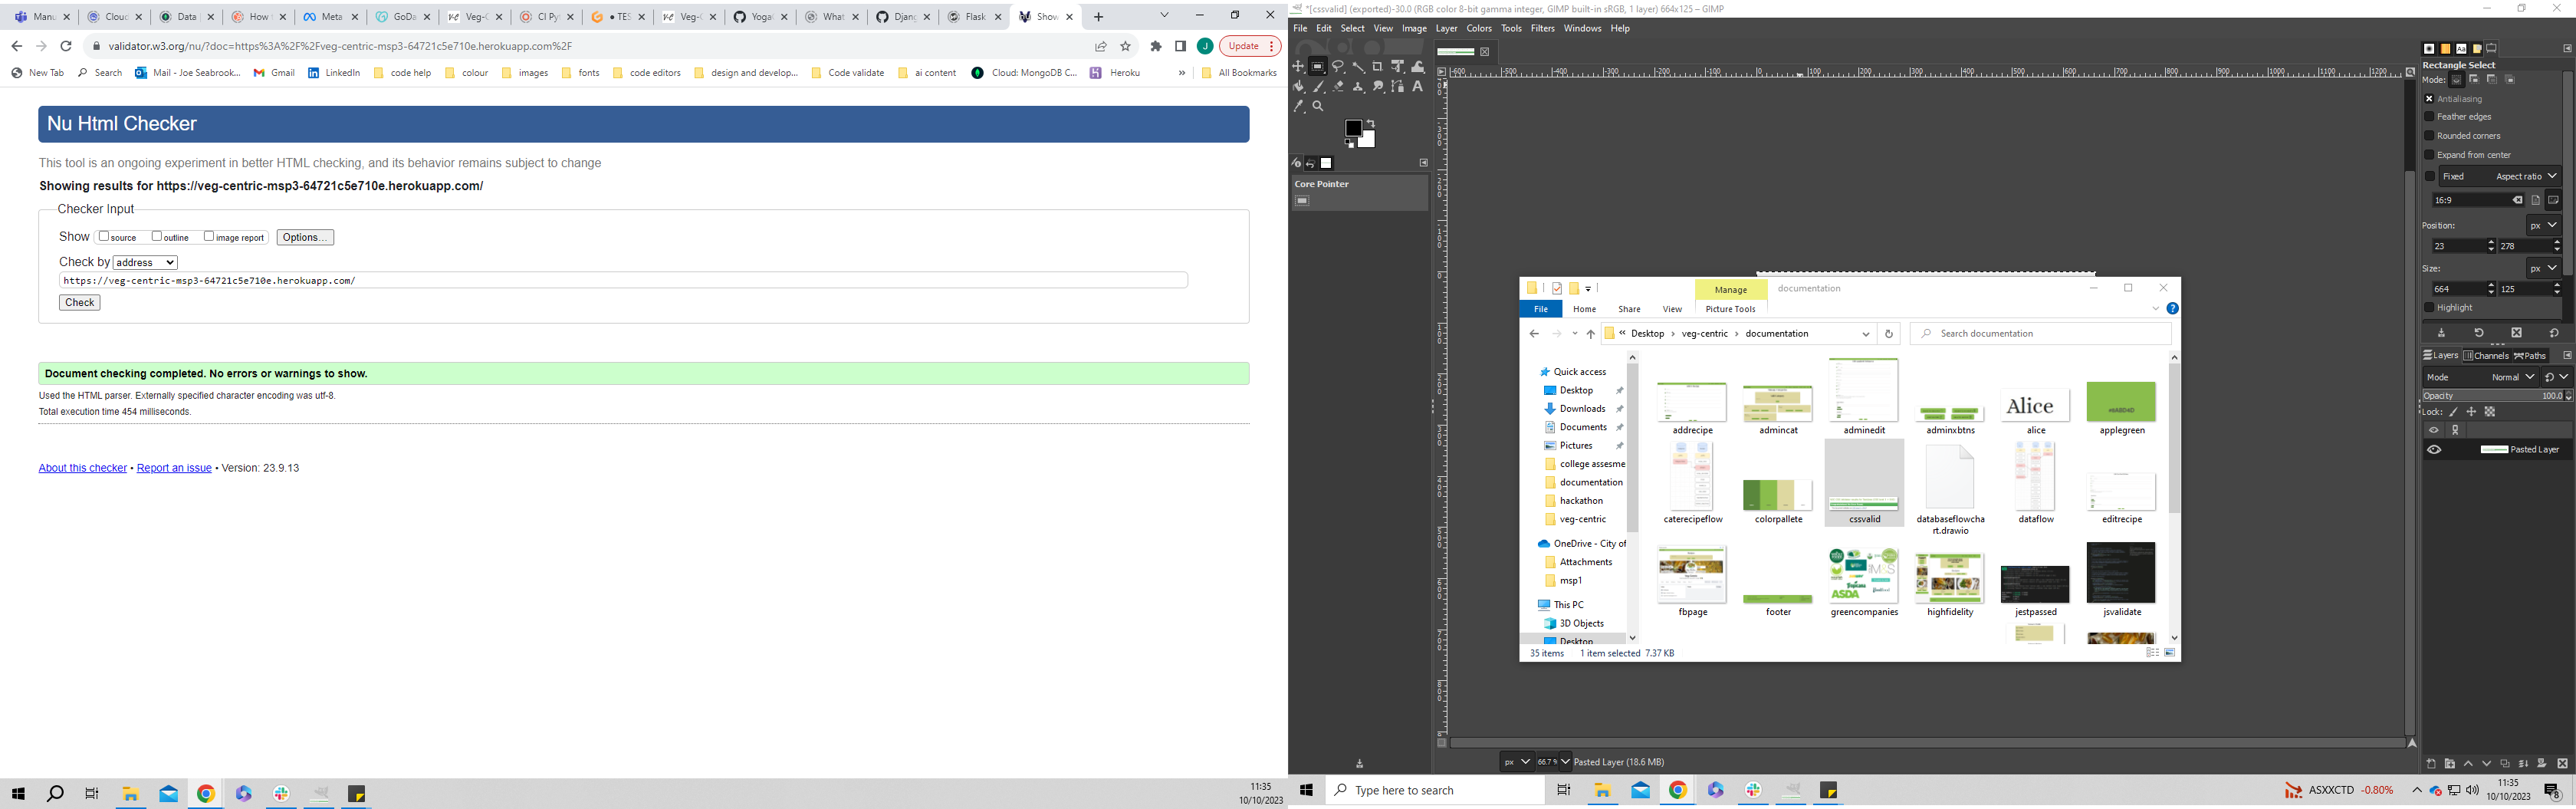 Manu
Cloud
Data
How t
Meta
GoDa
Veg-C
CI Py
● TES
Veg-C
Yoga
What
Djang
Flask
Show
validator.w3.org/nu/?doc=https%3A%2F%2Fveg-centric-msp3-64721c5e710e.herokuapp.com%2F
J
Update
New Tab
Search
Mail - Joe Seabrook...
Gmail
LinkedIn
code help
colour
images
fonts
code editors
design and develop...
Code validate
ai content
Cloud: MongoDB C...
Heroku
»
All Bookmarks
Nu Html Checker
This tool is an ongoing experiment in better HTML checking, and its behavior remains subject to change
Showing results for https://veg-centric-msp3-64721c5e710e.herokuapp.com/
Checker Input
Show source outline image report Options...
Check by address
https://veg-centric-msp3-64721c5e710e.herokuapp.com/
Check
Document checking completed. No errors or warnings to show.
Used the HTML parser. Externally specified character encoding was utf-8.
Total execution time 454 milliseconds.
About this checker • Report an issue • Version: 23.9.13
11:35
10/10/2023
*[cssvalid] (exported)-30.0 (RGB color 8-bit gamma integer, GIMP built-in sRGB, 1 layer) 664x125 – GIMP
File Edit Select View Image Layer Colors Tools Filters Windows Help
Core Pointer
Rectangle Select
Mode:
Antialiasing
Feather edges
Rounded corners
Expand from center
Fixed Aspect ratio
16:9
Position: px
23 278
Size: px
664 125
Highlight
Layers Channels Paths
Mode Normal
Opacity 100.0
Lock:
Pasted Layer
Manage documentation
File Home Share View Picture Tools
« Desktop > veg-centric > documentation
Search documentation
Quick access
Desktop
Downloads
Documents
Pictures
college assesme
documentation
hackathon
veg-centric
OneDrive - City of
Attachments
msp1
This PC
3D Objects
Desktop
Alice
addrecipe admincat adminedit adminxbtns alice applegreen
caterecipeflow colorpallete cssvalid databaseflowcha
rt.drawio dataflow editrecipe
ASDA
fbpage footer greencompanies highfidelity jestpassed jsvalidate
35 items 1 item selected 7.37 KB
px 66.7 % Pasted Layer (18.6 MB)
Type here to search
ASXXCTD -0.80%
11:35
10/10/2023
8